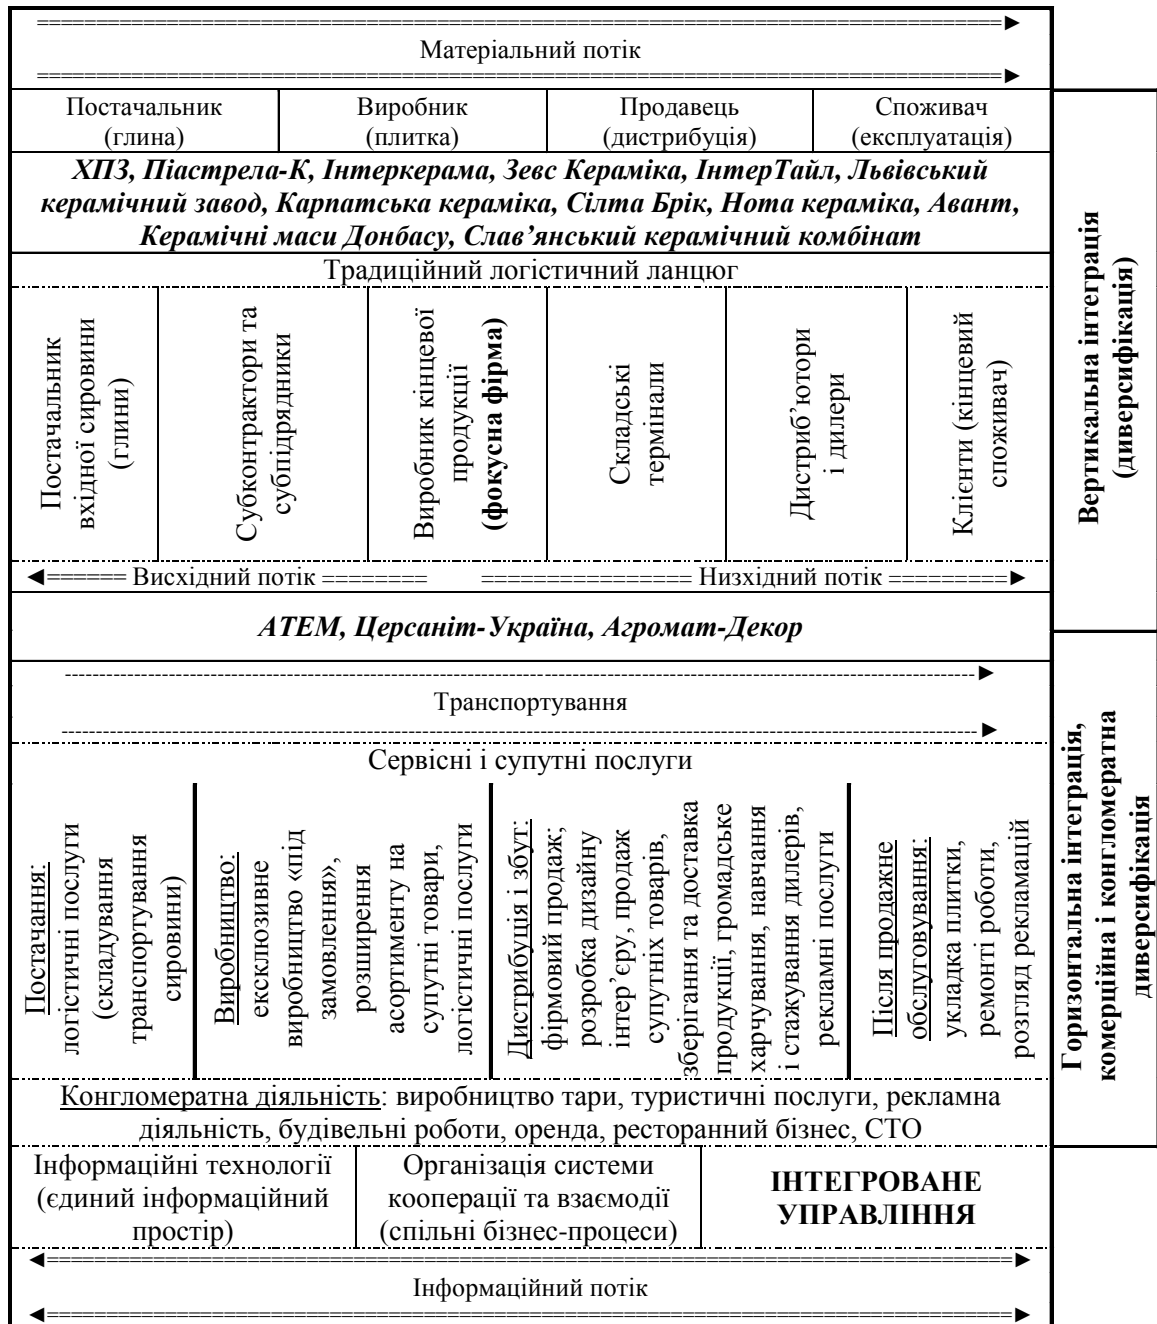 Матеріальний потік
Постачальник
(глина)
Виробник
(плитка)
Продавець
(дистрибуція)
Споживач
(експлуатація)
ХПЗ, Піастрела-К, Інтеркерама, Зевс Кераміка, ІнтерТайл, Львівський
керамічний завод, Карпатська кераміка, Сілта Брік, Нота кераміка, Авант,
Керамічні маси Донбасу, Слав’янський керамічний комбінат
Традиційний логістичний ланцюг
Постачальник
вхідної сировини
(глини)
Субконтрактори та
субпідрядники
Виробник кінцевої
продукції
(фокусна фірма)
Складські
термінали
Дистриб’ютори
і дилери
Клієнти (кінцевий
споживач)
◄====== Висхідний потік ======== ================ Низхідний потік =========►
АТЕМ, Церсаніт-Україна, Агромат-Декор
Транспортування
Сервісні і супутні послуги
Постачання:
логістичні послуги
(складування
транспортування
сировини)
Виробництво:
ексклюзивне
виробництво «під
замовлення»,
розширення
асортименту на
супутні товари,
логістичні послуги
Дистрибуція і збут:
фірмовий продаж;
розробка дизайну
інтер’єру, продаж
супутніх товарів,
зберігання та доставка
продукції, громадське
харчування, навчання
і стажування дилерів,
рекламні послуги
Після продажне
обслуговування:
укладка плитки,
ремонті роботи,
розгляд рекламацій
Конгломератна діяльність: виробництво тари, туристичні послуги, рекламна
діяльність, будівельні роботи, оренда, ресторанний бізнес, СТО
Інформаційні технології
(єдиний інформаційний
простір)
Організація системи
кооперації та взаємодії
(спільні бізнес-процеси)
ІНТЕГРОВАНЕ
УПРАВЛІННЯ
Інформаційний потік
Вертикальна інтеграція
(диверсифікація)
Горизонтальна інтеграція,
комерційна і конгломератна
диверсифікація